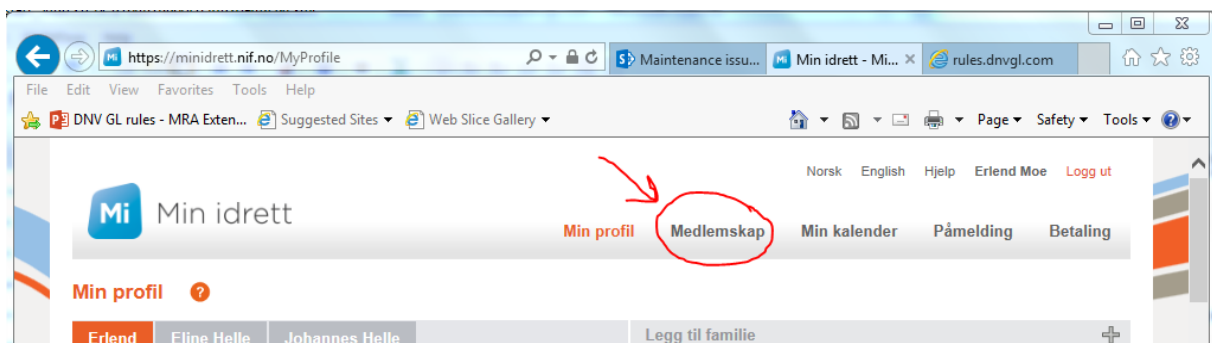 https://minidrett.nif.no/MyProfile
Maintenance issu...
Min idrett - Mi...
rules.dnvgl.com
File Edit View Favorites Tools Help
DNV GL rules - MRA Exten... Suggested Sites Web Slice Gallery Page Safety Tools
Norsk English Hjelp Erlend Moe Logg ut
Mi Min idrett
Min profil Medlemskap Min kalender Påmelding Betaling
Min profil ?
Erlend Eline Helle Johannes Helle Legg til familie